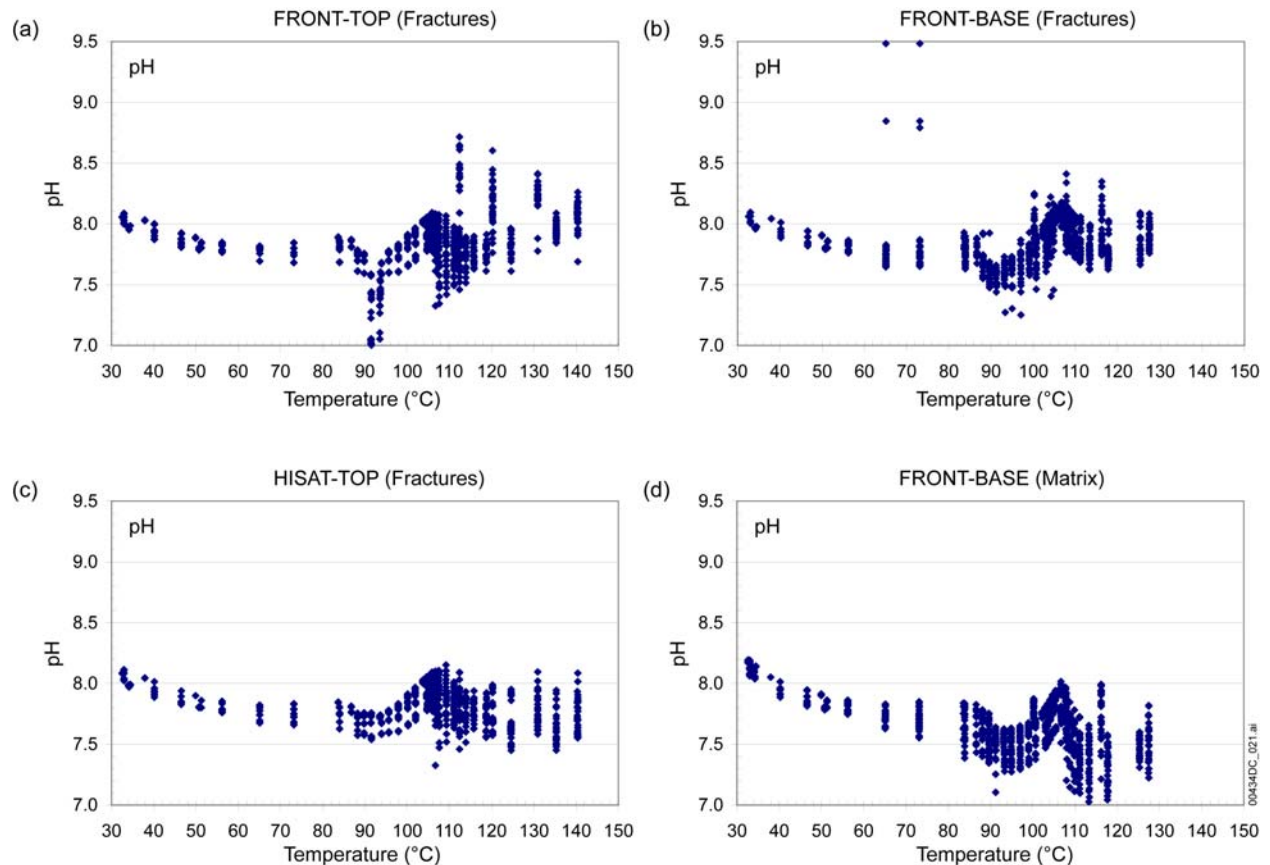 (a)
FRONT-TOP (Fractures)
pH
pH
9.5
9.0
8.5
8.0
7.5
7.0
30 40 50 60 70 80 90 100 110 120 130 140 150
Temperature (°C)
(b)
FRONT-BASE (Fractures)
pH
pH
9.5
9.0
8.5
8.0
7.5
7.0
30 40 50 60 70 80 90 100 110 120 130 140 150
Temperature (°C)
(c)
HISAT-TOP (Fractures)
pH
pH
9.5
9.0
8.5
8.0
7.5
7.0
30 40 50 60 70 80 90 100 110 120 130 140 150
Temperature (°C)
(d)
FRONT-BASE (Matrix)
pH
pH
9.5
9.0
8.5
8.0
7.5
7.0
30 40 50 60 70 80 90 100 110 120 130 140 150
Temperature (°C)
00434DC_021.ai